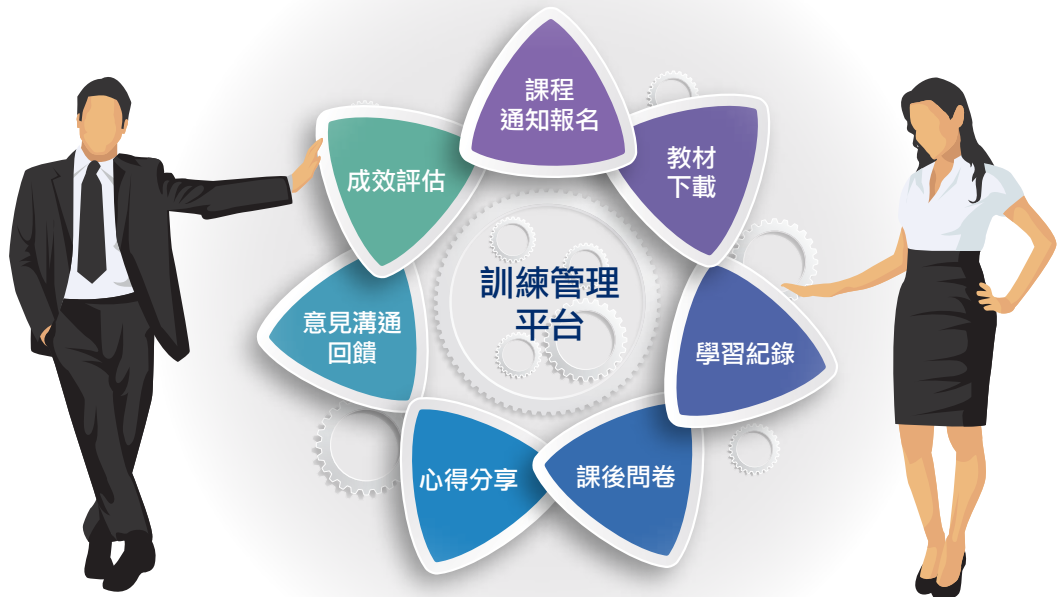 課程
通知報名
教材
下載
學習紀錄
課後問卷
心得分享
意見溝通
回饋
成效評估
訓練管理
平台